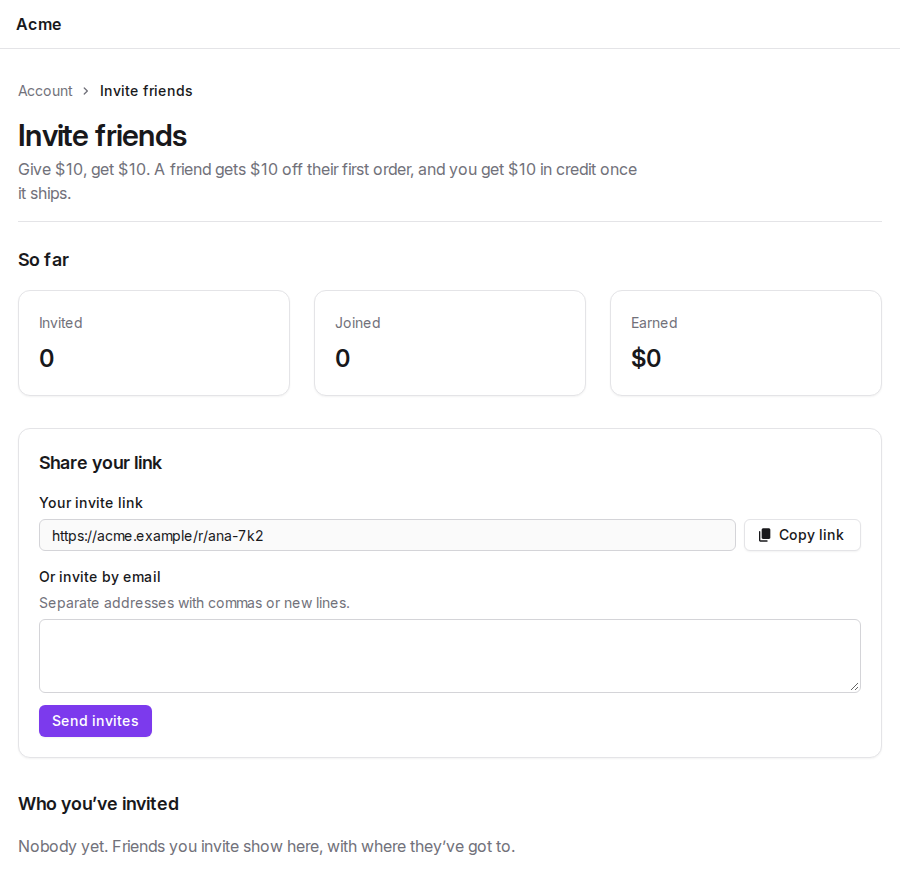 Acme
Account > Invite friends
Invite friends
Give $10, get $10. A friend gets $10 off their first order, and you get $10 in credit once
it ships.
So far
Invited
0
Joined
0
Earned
$0
Share your link
Your invite link
https://acme.example/r/ana-7k2
Copy link
Or invite by email
Separate addresses with commas or new lines.
Send invites
Who you’ve invited
Nobody yet. Friends you invite show here, with where they’ve got to.